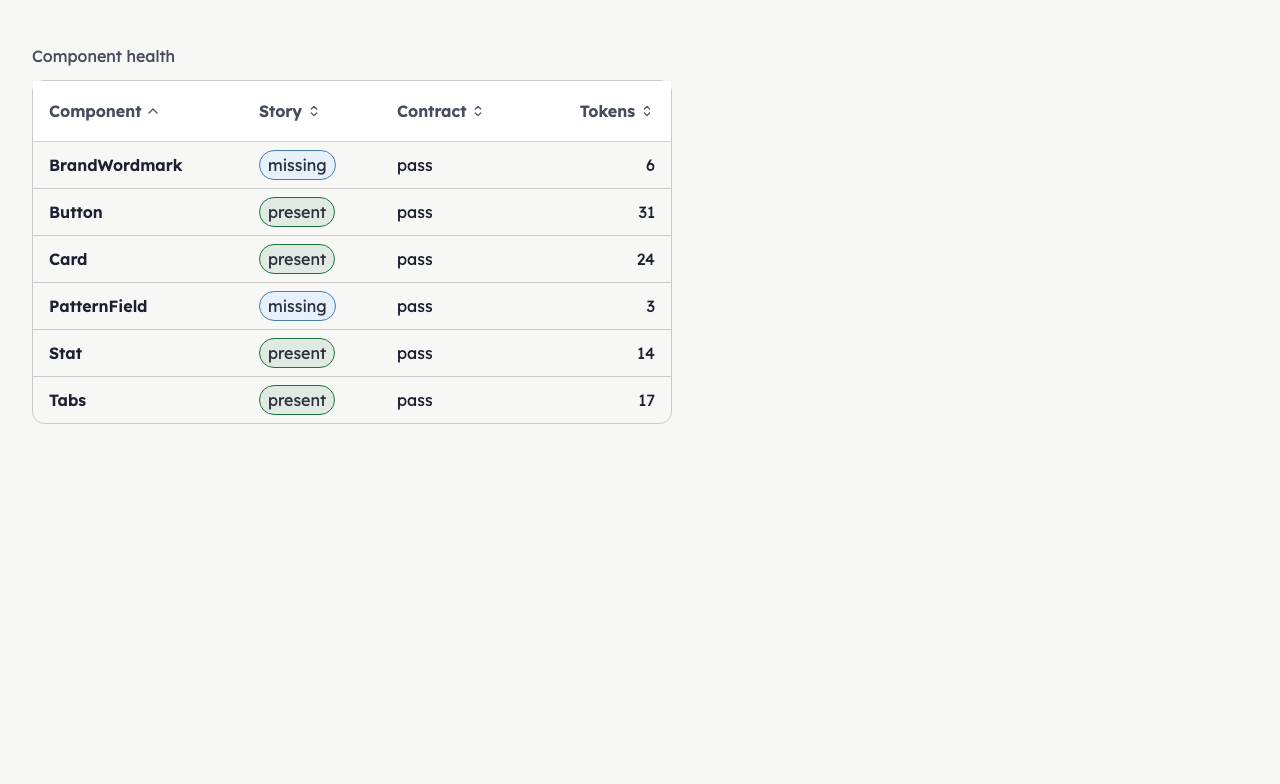 Component health
Component Story Contract Tokens
BrandWordmark missing pass 6
Button present pass 31
Card present pass 24
PatternField missing pass 3
Stat present pass 14
Tabs present pass 17